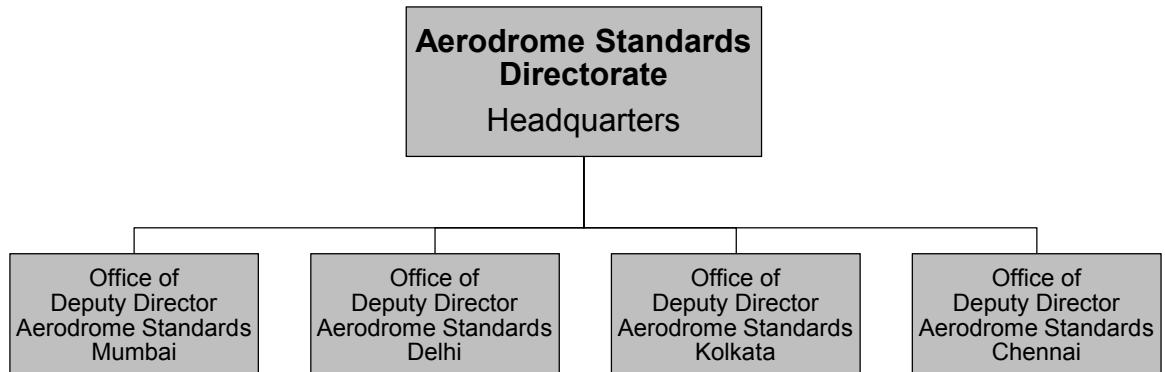 Aerodrome Standards
Directorate
Headquarters
Office of
Deputy Director
Aerodrome Standards
Mumbai
Office of
Deputy Director
Aerodrome Standards
Delhi
Office of
Deputy Director
Aerodrome Standards
Kolkata
Office of
Deputy Director
Aerodrome Standards
Chennai